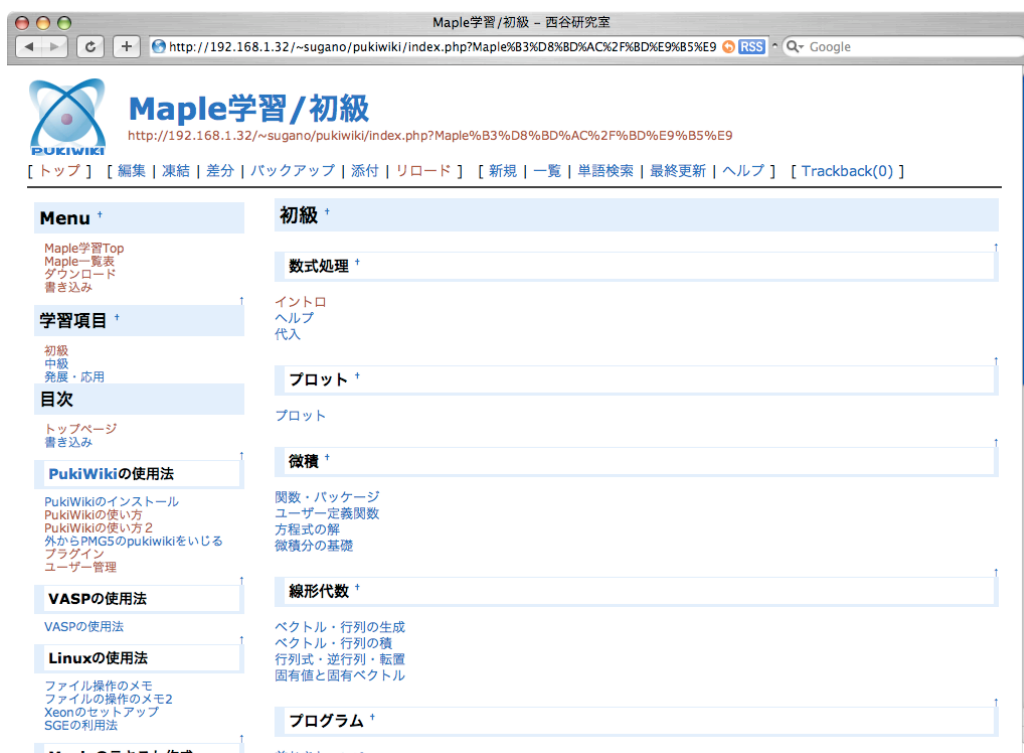 Maple学習/初級 – 西谷研究室
http://192.168.1.32/~sugano/pukiwiki/index.php?Maple%B3%D8%BD%AC%2F%BD%E9%B5%E9 RSS Google
Maple学習/初級
http://192.168.1.32/~sugano/pukiwiki/index.php?Maple%B3%D8%BD%AC%2F%BD%E9%B5%E9
PUKIWIKI
[ トップ ] [ 編集 | 凍結 | 差分 | バックアップ | 添付 | リロード ] [ 新規 | 一覧 | 単語検索 | 最終更新 | ヘルプ ] [ Trackback(0) ]
Menu †
Maple学習Top
Maple一覧表
ダウンロード
書き込み
↑
学習項目 †
初級
中級
発展・応用
目次
トップページ
書き込み
↑
PukiWikiの使用法
PukiWikiのインストール
PukiWikiの使い方
PukiWikiの使い方２
外からPMG5のpukiwikiをいじる
プラグイン
ユーザー管理
↑
VASPの使用法
VASPの使用法
↑
Linuxの使用法
ファイル操作のメモ
ファイルの操作のメモ2
Xeonのセットアップ
SGEの利用法
↑
初級 †
↑
数式処理 †
イントロ
ヘルプ
代入
↑
プロット †
プロット
↑
微積 †
関数・パッケージ
ユーザー定義関数
方程式の解
微積分の基礎
↑
線形代数 †
ベクトル・行列の生成
ベクトル・行列の積
行列式・逆行列・転置
固有値と固有ベクトル
↑
プログラム †